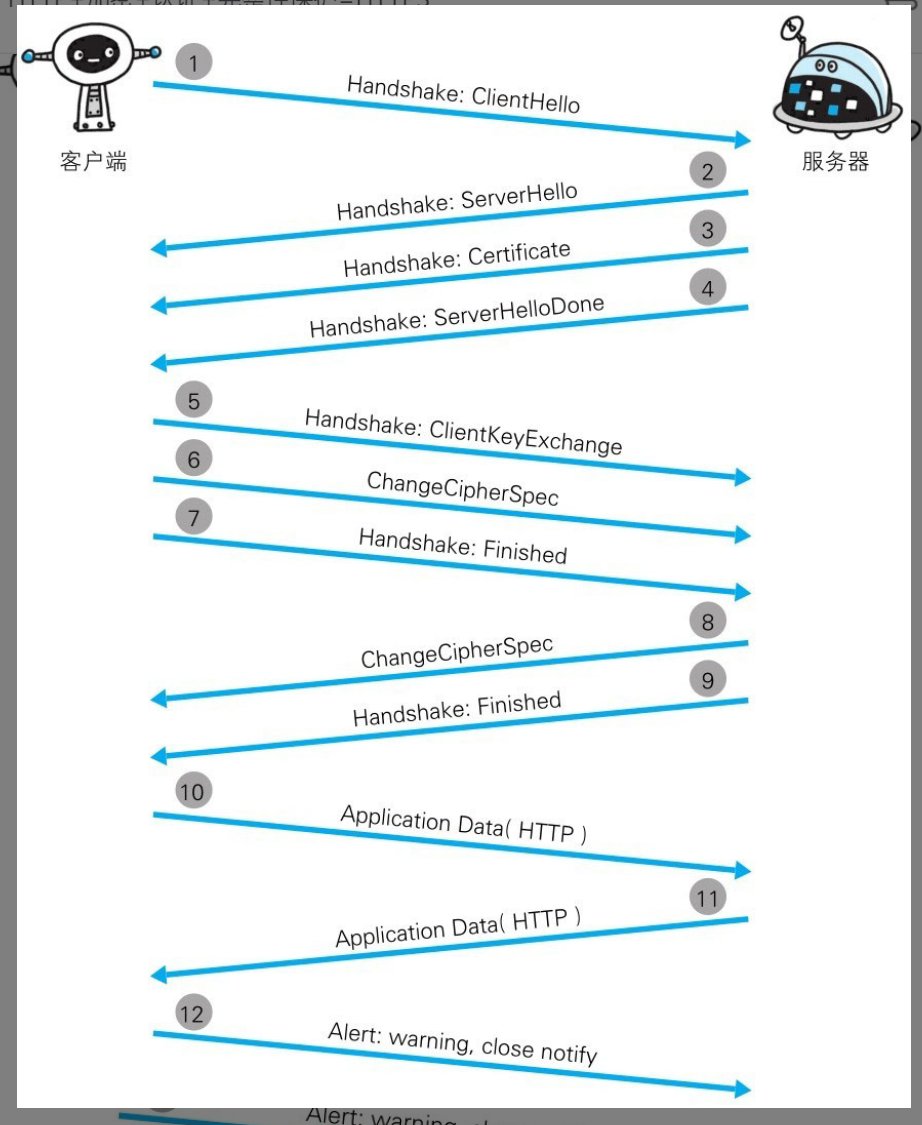 客户端
服务器
1
Handshake: ClientHello
2
Handshake: ServerHello
3
Handshake: Certificate
4
Handshake: ServerHelloDone
5
Handshake: ClientKeyExchange
6
ChangeCipherSpec
7
Handshake: Finished
8
ChangeCipherSpec
9
Handshake: Finished
10
Application Data( HTTP )
11
Application Data( HTTP )
12
Alert: warning, close notify
Alert: warning,